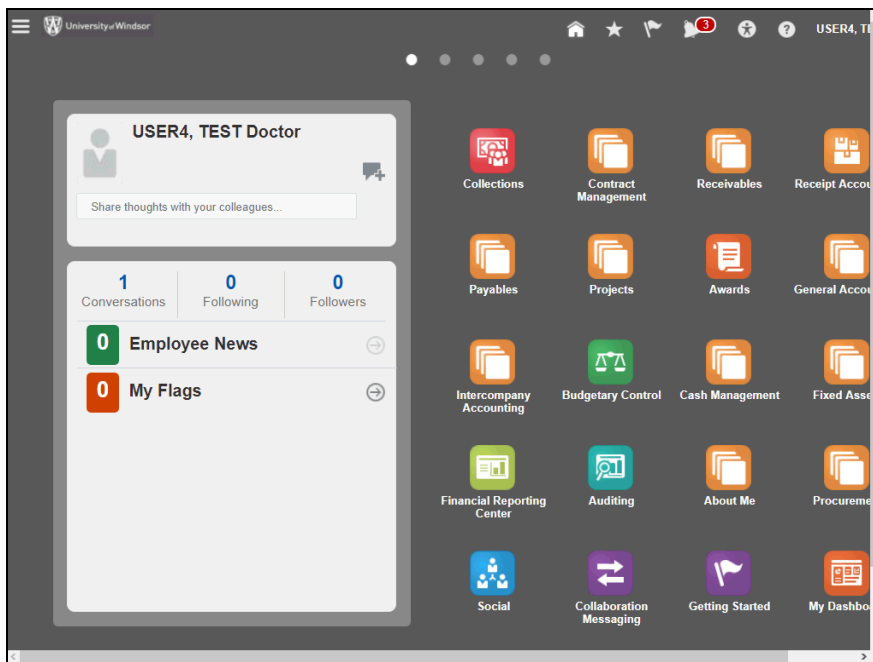 University of Windsor
3
USER4, TE
USER4, TEST Doctor
Share thoughts with your colleagues...
1
0
0
Conversations
Following
Followers
0 Employee News
0 My Flags
Collections
Contract
Management
Receivables
Receipt Accou
Payables
Projects
Awards
General Accou
Intercompany
Accounting
Budgetary Control
Cash Management
Fixed Asse
Financial Reporting
Center
Auditing
About Me
Procureme
Social
Collaboration
Messaging
Getting Started
My Dashbo